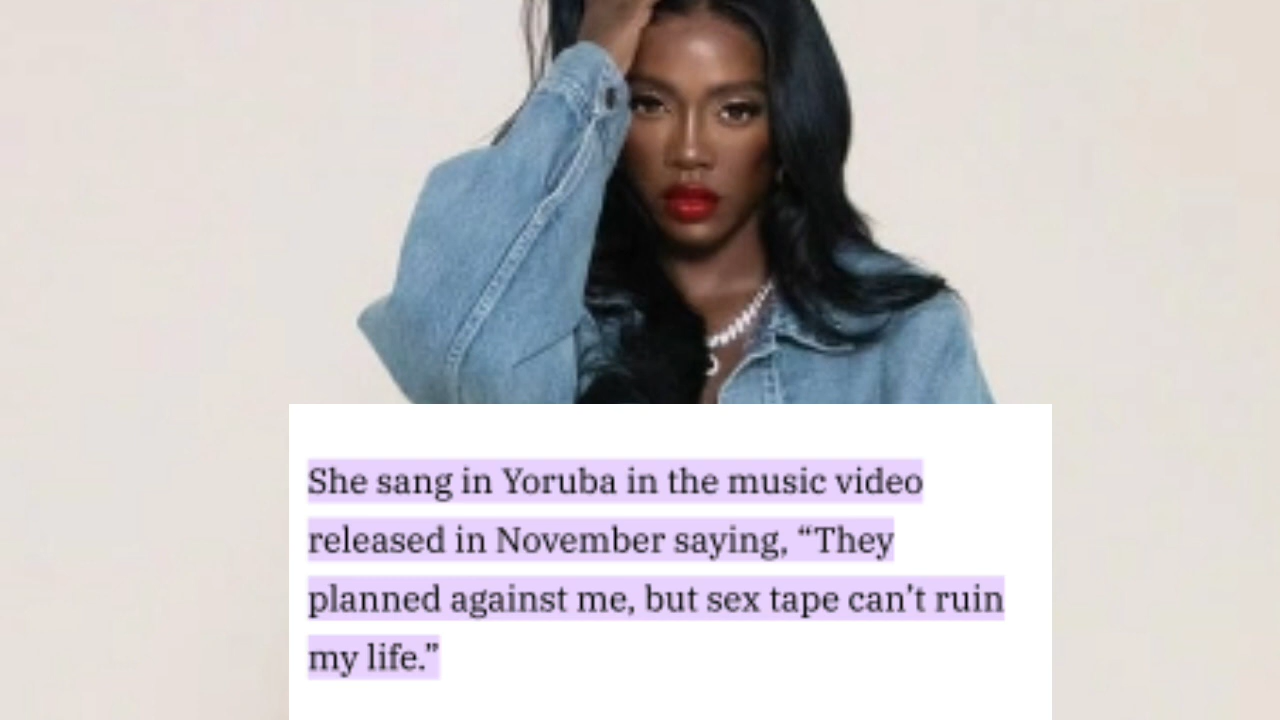 She sang in Yoruba in the music video
released in November saying, “They
planned against me, but sex tape can’t ruin
my life.”